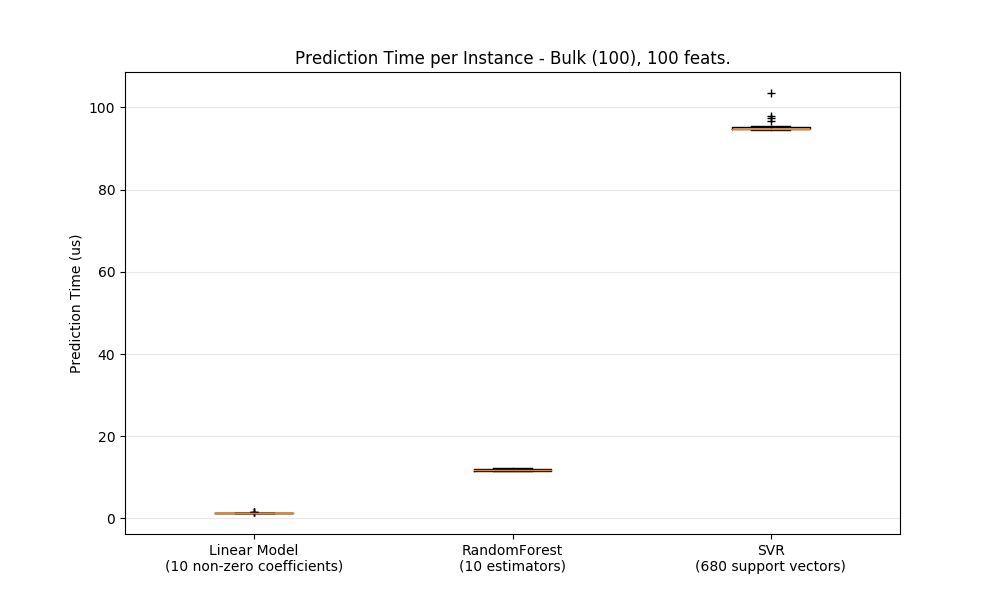 Prediction Time per Instance - Bulk (100), 100 feats.
100
80
60
40
20
0
Prediction Time (us)
Linear Model
(10 non-zero coefficients)
RandomForest
(10 estimators)
SVR
(680 support vectors)